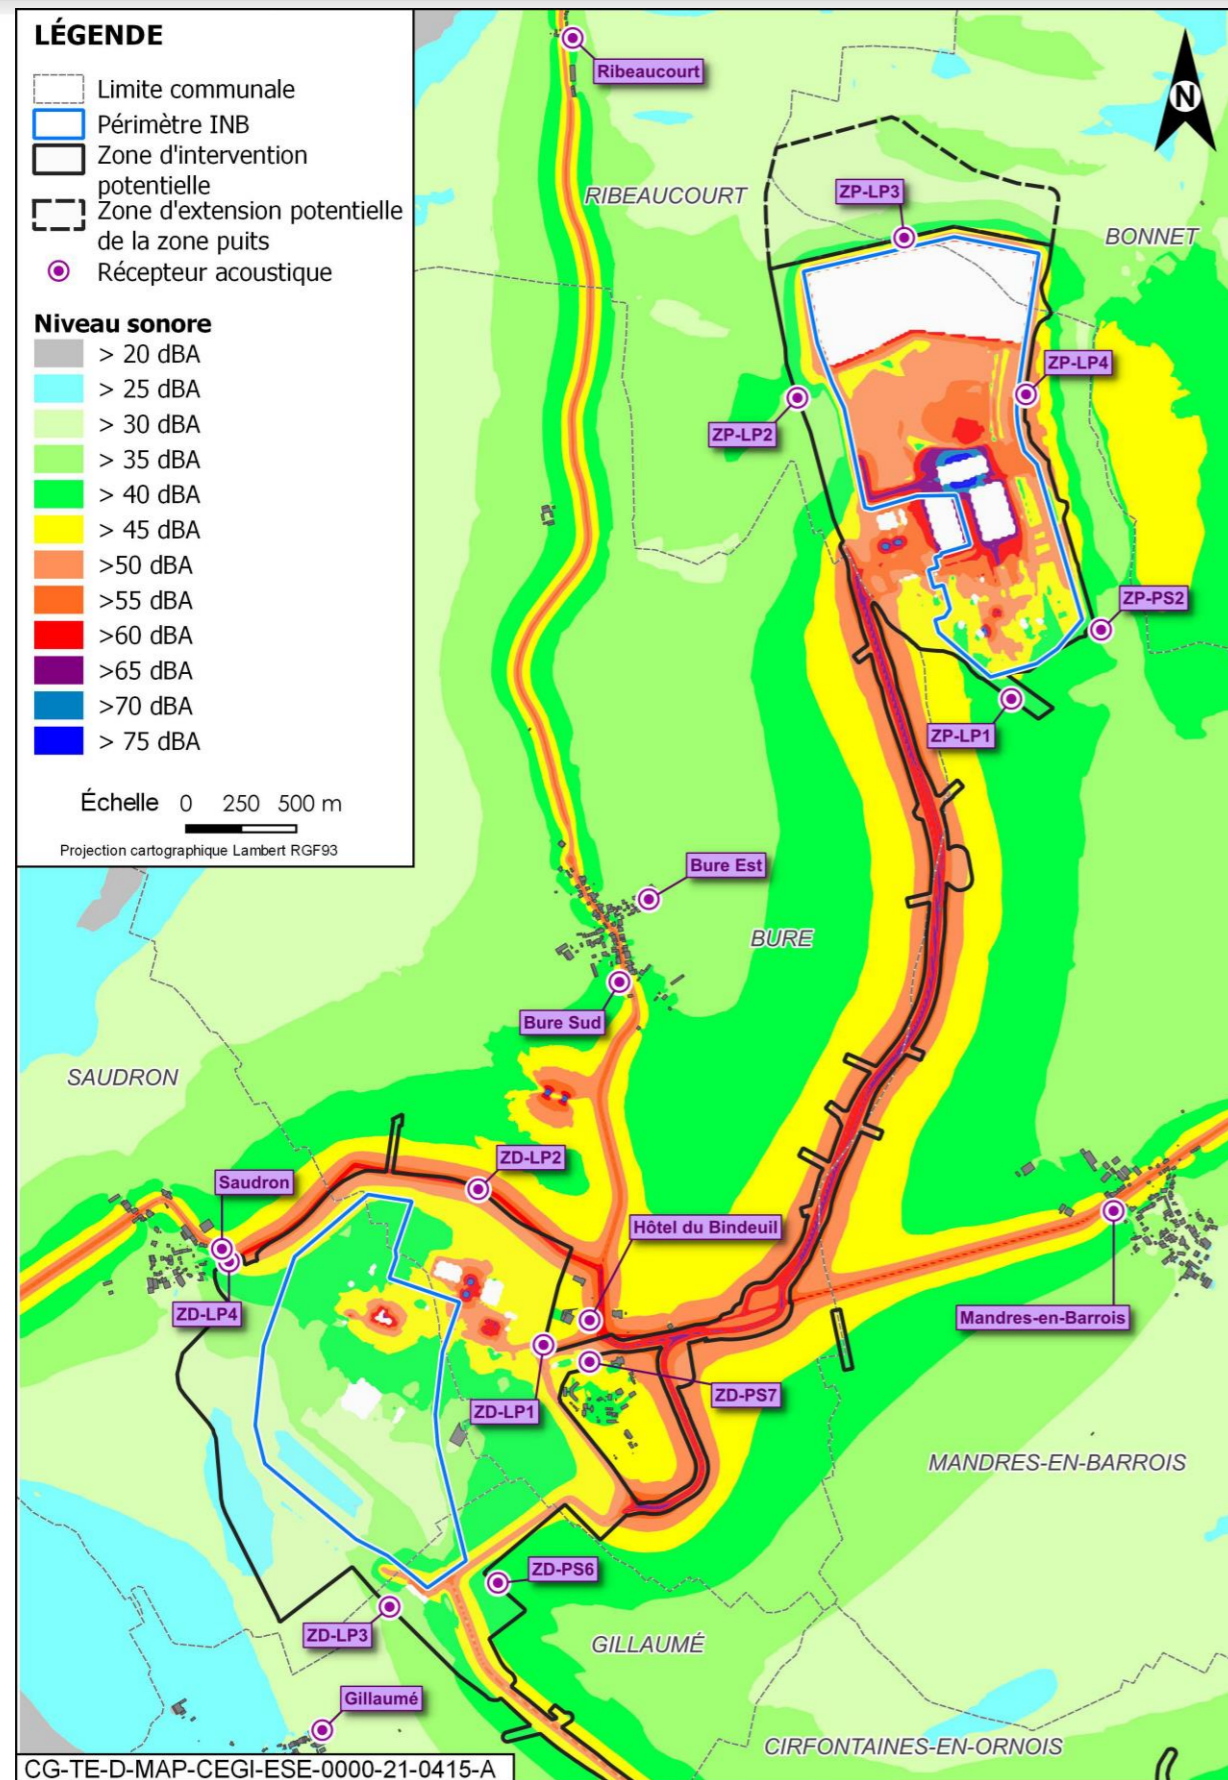 LÉGENDE
Limite communale
Périmètre INB
Zone d'intervention
potentielle
Zone d'extension potentielle
de la zone puits
Récepteur acoustique
Niveau sonore
> 20 dBA
> 25 dBA
> 30 dBA
> 35 dBA
> 40 dBA
> 45 dBA
>50 dBA
>55 dBA
>60 dBA
>65 dBA
>70 dBA
> 75 dBA
Échelle 0 250 500 m
Projection cartographique Lambert RGF93
N
Ribeaucourt
RIBEAUCOURT
ZP-LP3
BONNET
ZP-LP4
ZP-LP2
ZP-PS2
ZP-LP1
Bure Est
BURE
Bure Sud
SAUDRON
ZD-LP2
Saudron
Hôtel du Bindeuil
ZD-LP4
Mandres-en-Barrois
ZD-PS7
ZD-LP1
MANDRES-EN-BARROIS
ZD-PS6
ZD-LP3
GILLAUMÉ
Gillaumé
CIRFONTAINES-EN-ORNOIS
CG-TE-D-MAP-CEGI-ESE-0000-21-0415-A